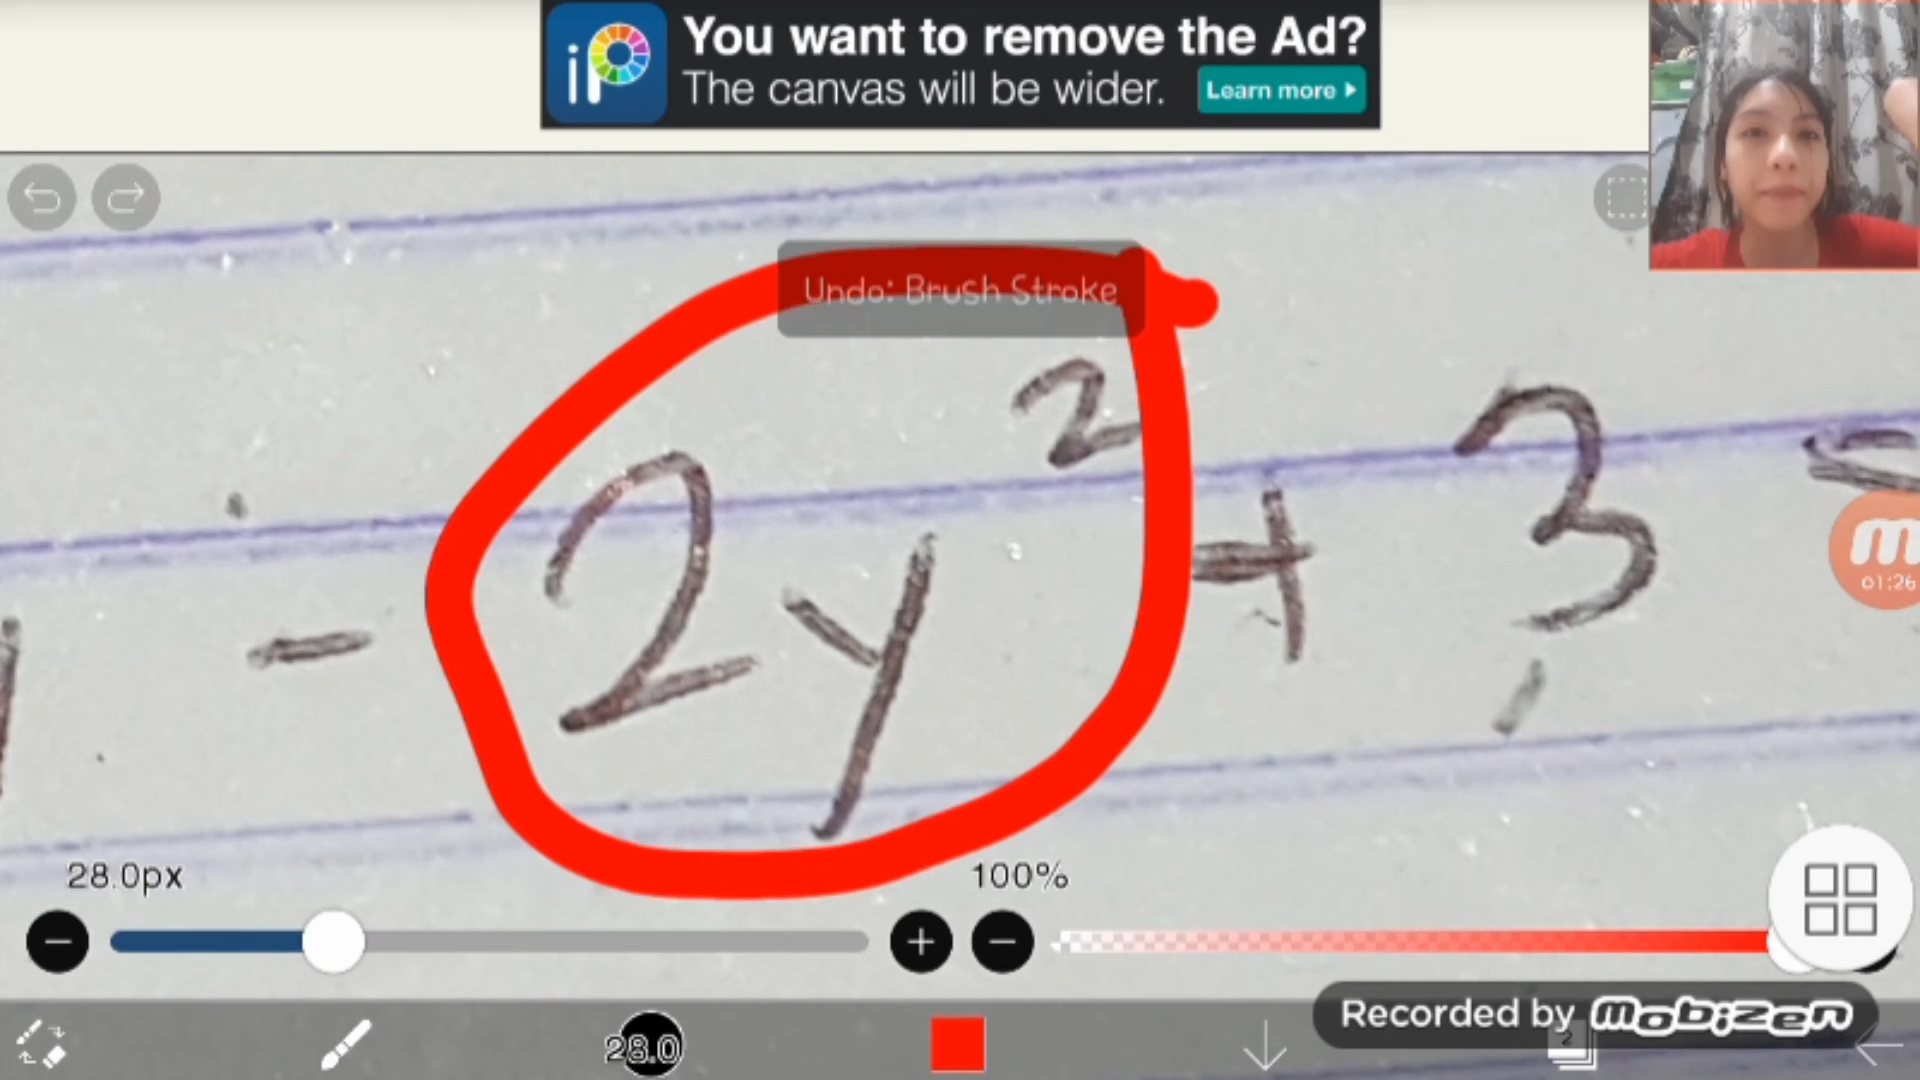 You want to remove the Ad?
The canvas will be wider.
Learn more
Undo: Brush Stroke
- 2y² + 3
01:26
28.0px
100%
28.0
2
Recorded by mobizen